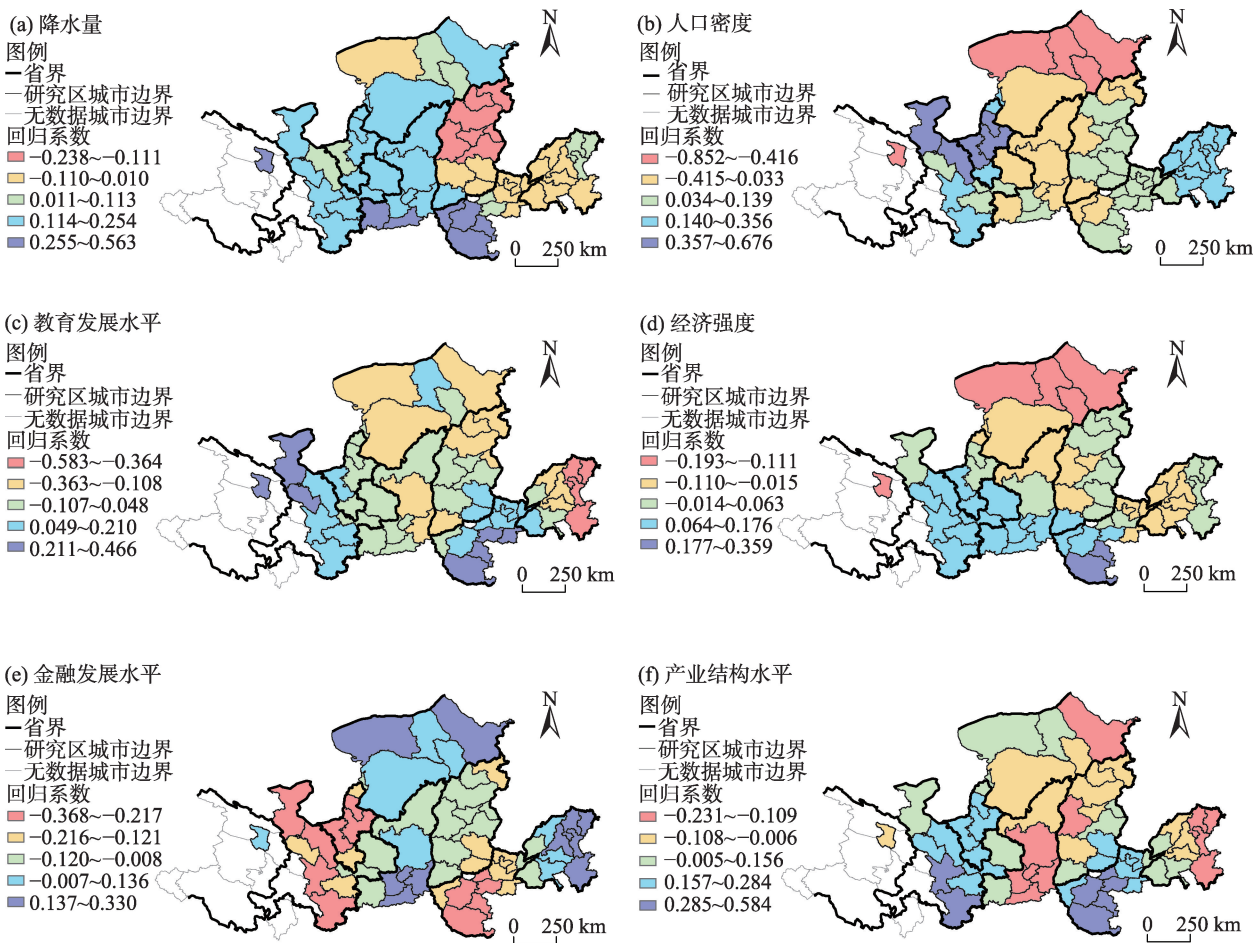 (a) 降水量
图例
省界
研究区城市边界
无数据城市边界
回归系数
−0.238~−0.111
−0.110~0.010
0.011~0.113
0.114~0.254
0.255~0.563
N
0 250 km
(b) 人口密度
图例
省界
研究区城市边界
无数据城市边界
回归系数
−0.852~−0.416
−0.415~0.033
0.034~0.139
0.140~0.356
0.357~0.676
N
0 250 km
(c) 教育发展水平
图例
省界
研究区城市边界
无数据城市边界
回归系数
−0.583~−0.364
−0.363~−0.108
−0.107~0.048
0.049~0.210
0.211~0.466
N
0 250 km
(d) 经济强度
图例
省界
研究区城市边界
无数据城市边界
回归系数
−0.193~−0.111
−0.110~−0.015
−0.014~0.063
0.064~0.176
0.177~0.359
N
0 250 km
(e) 金融发展水平
图例
省界
研究区城市边界
无数据城市边界
回归系数
−0.368~−0.217
−0.216~−0.121
−0.120~−0.008
−0.007~0.136
0.137~0.330
N
0 250 km
(f) 产业结构水平
图例
省界
研究区城市边界
无数据城市边界
回归系数
−0.231~−0.109
−0.108~−0.006
−0.005~0.156
0.157~0.284
0.285~0.584
N
0 250 km